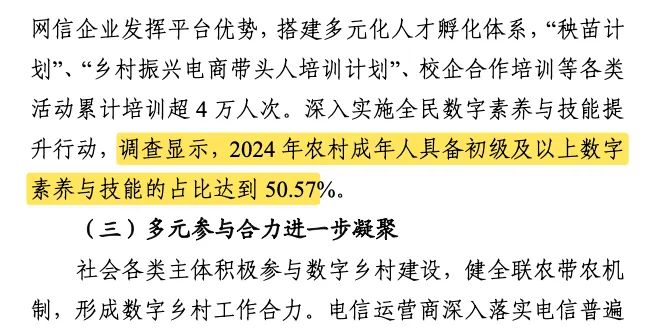 网信企业发挥平台优势，搭建多元化人才孵化体系，“秧苗计
划”、“乡村振兴电商带头人培训计划”、校企合作培训等各类
活动累计培训超 4 万人次。深入实施全民数字素养与技能提
升行动，调查显示，2024 年农村成年人具备初级及以上数字
素养与技能的占比达到 50.57%。
（三）多元参与合力进一步凝聚
社会各类主体积极参与数字乡村建设，健全联农带农机
制，形成数字乡村工作合力。电信运营商深入落实电信普遍